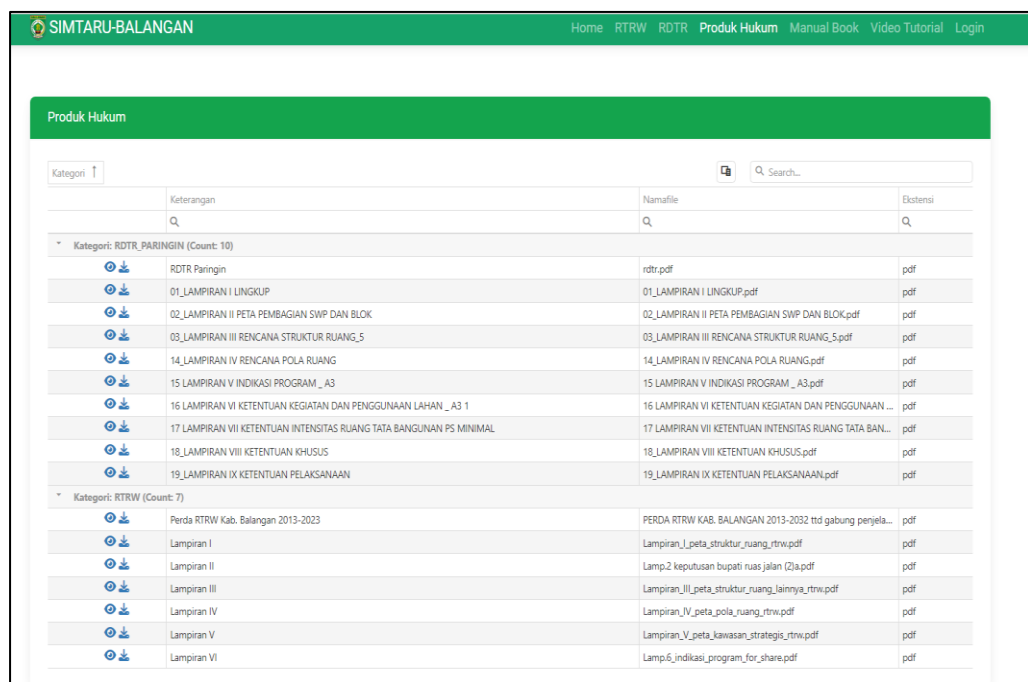 SIMTARU-BALANGAN Home RTRW RDTR Produk Hukum Manual Book Video Tutorial Login
Produk Hukum
Kategori ↑ Search...
Keterangan Namafile Ekstensi
Kategori: RDTR_PARINGIN (Count: 10)
RDTR Paringin rdtr.pdf pdf
01_LAMPIRAN I LINGKUP 01_LAMPIRAN I LINGKUP.pdf pdf
02_LAMPIRAN II PETA PEMBAGIAN SWP DAN BLOK 02_LAMPIRAN II PETA PEMBAGIAN SWP DAN BLOK.pdf pdf
03_LAMPIRAN III RENCANA STRUKTUR RUANG_5 03_LAMPIRAN III RENCANA STRUKTUR RUANG_5.pdf pdf
14_LAMPIRAN IV RENCANA POLA RUANG 14_LAMPIRAN IV RENCANA POLA RUANG.pdf pdf
15 LAMPIRAN V INDIKASI PROGRAM _ A3 15 LAMPIRAN V INDIKASI PROGRAM _ A3.pdf pdf
16 LAMPIRAN VI KETENTUAN KEGIATAN DAN PENGGUNAAN LAHAN _ A3 1 16 LAMPIRAN VI KETENTUAN KEGIATAN DAN PENGGUNAAN ... pdf
17 LAMPIRAN VII KETENTUAN INTENSITAS RUANG TATA BANGUNAN PS MINIMAL 17 LAMPIRAN VII KETENTUAN INTENSITAS RUANG TATA BAN... pdf
18_LAMPIRAN VIII KETENTUAN KHUSUS 18_LAMPIRAN VIII KETENTUAN KHUSUS.pdf pdf
19_LAMPIRAN IX KETENTUAN PELAKSANAAN 19_LAMPIRAN IX KETENTUAN PELAKSANAAN.pdf pdf
Kategori: RTRW (Count: 7)
Perda RTRW Kab. Balangan 2013-2023 PERDA RTRW KAB. BALANGAN 2013-2032 ttd gabung penjela... pdf
Lampiran I Lampiran_I_peta_struktur_ruang_rtrw.pdf pdf
Lampiran II Lamp.2 keputusan bupati ruas jalan (2)a.pdf pdf
Lampiran III Lampiran_III_peta_struktur_ruang_lainnya_rtrw.pdf pdf
Lampiran IV Lampiran_IV_peta_pola_ruang_rtrw.pdf pdf
Lampiran V Lampiran_V_peta_kawasan_strategis_rtrw.pdf pdf
Lampiran VI Lamp.6_indikasi_program_for_share.pdf pdf